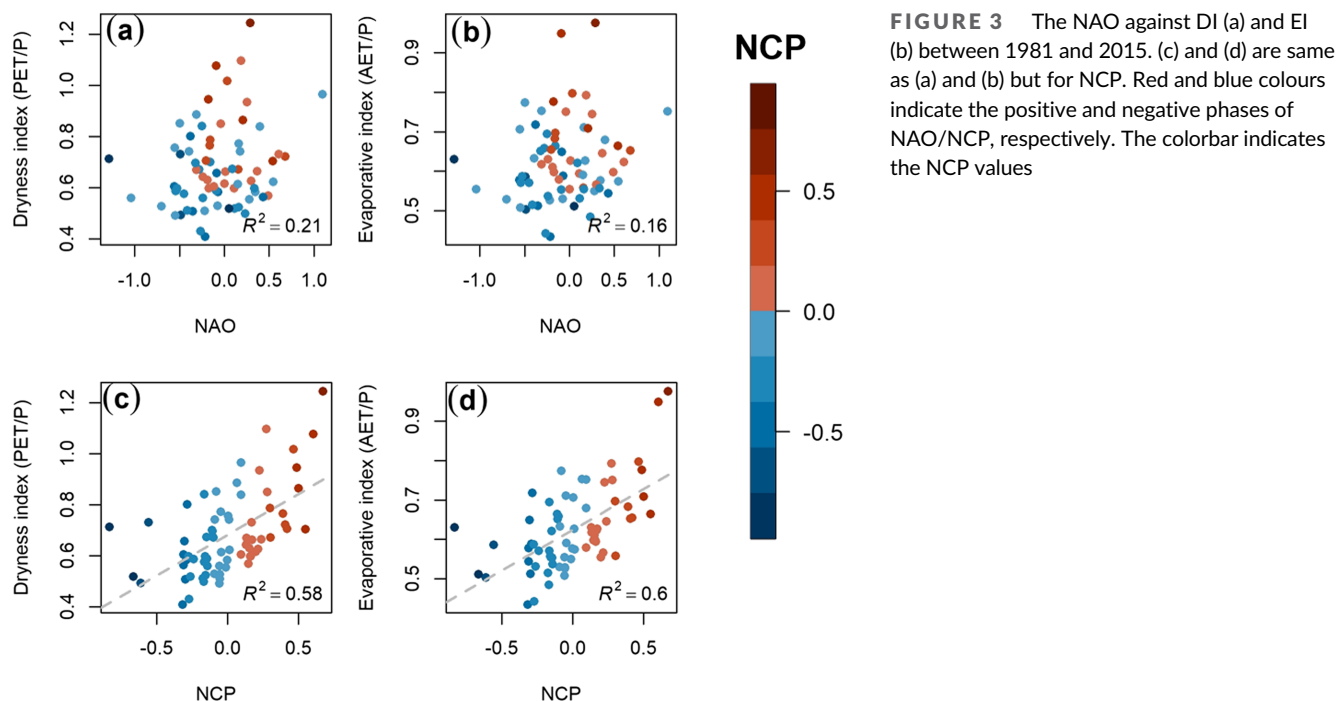 (a)
Dryness index (PET/P)
1.2
1.0
0.8
0.6
0.4
R² = 0.21
-1.0
0.0
0.5
1.0
NAO
(b)
Evaporative index (AET/P)
0.9
0.7
0.5
R² = 0.16
-1.0
0.0
0.5
1.0
NAO
(c)
Dryness index (PET/P)
1.2
1.0
0.8
0.6
0.4
R² = 0.58
-0.5
0.0
0.5
NCP
(d)
Evaporative index (AET/P)
0.9
0.7
0.5
R² = 0.6
-0.5
0.0
0.5
NCP
NCP
0.5
0.0
-0.5
FIGURE 3 The NAO against DI (a) and EI
(b) between 1981 and 2015. (c) and (d) are same
as (a) and (b) but for NCP. Red and blue colours
indicate the positive and negative phases of
NAO/NCP, respectively. The colorbar indicates
the NCP values